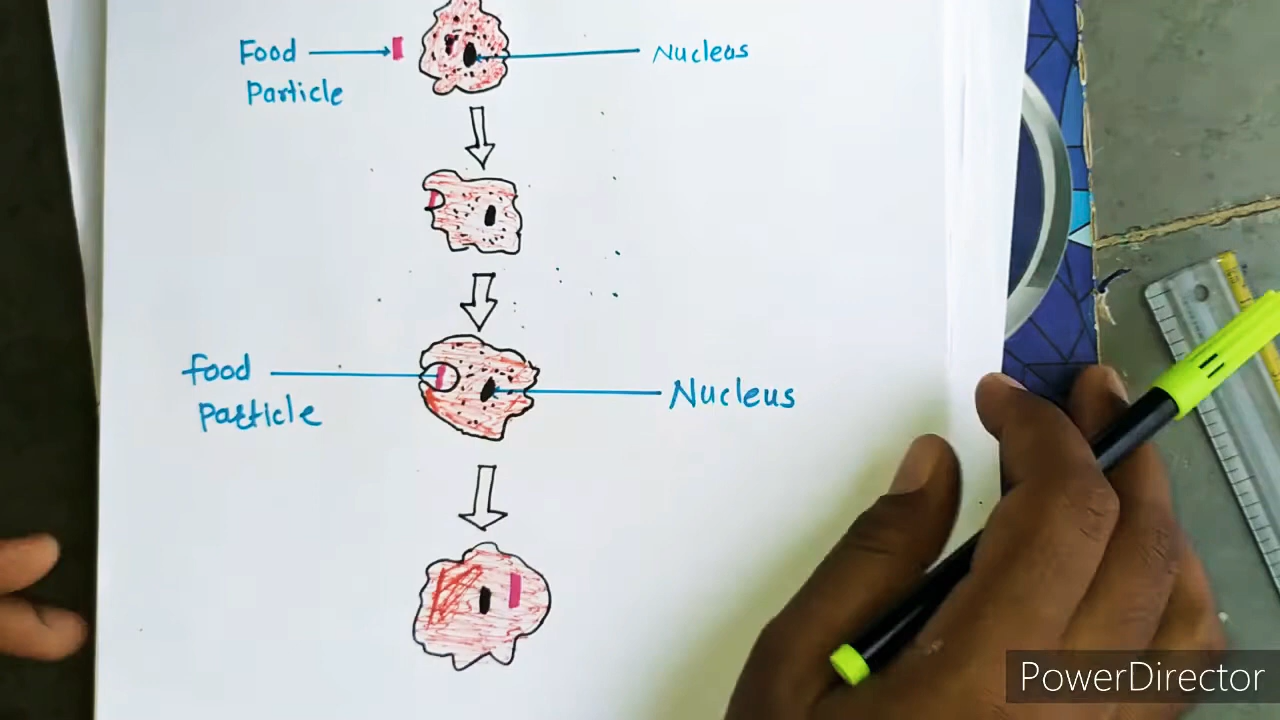 Food
Particle
Nucleus
food
particle
Nucleus
PowerDirector